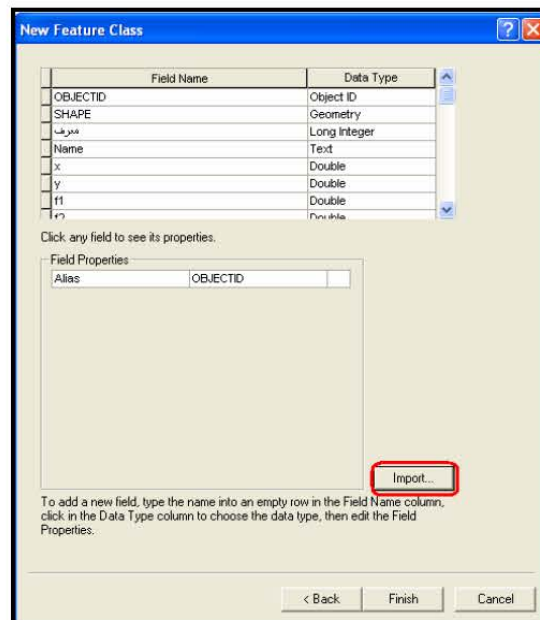 New Feature Class
Field Name Data Type
OBJECTID Object ID
SHAPE Geometry
معرف Long Integer
Name Text
x Double
y Double
f1 Double
f2 Double
Click any field to see its properties.
Field Properties
Alias OBJECTID
Import...
To add a new field, type the name into an empty row in the Field Name column,
click in the Data Type column to choose the data type, then edit the Field
Properties.
< Back Finish Cancel